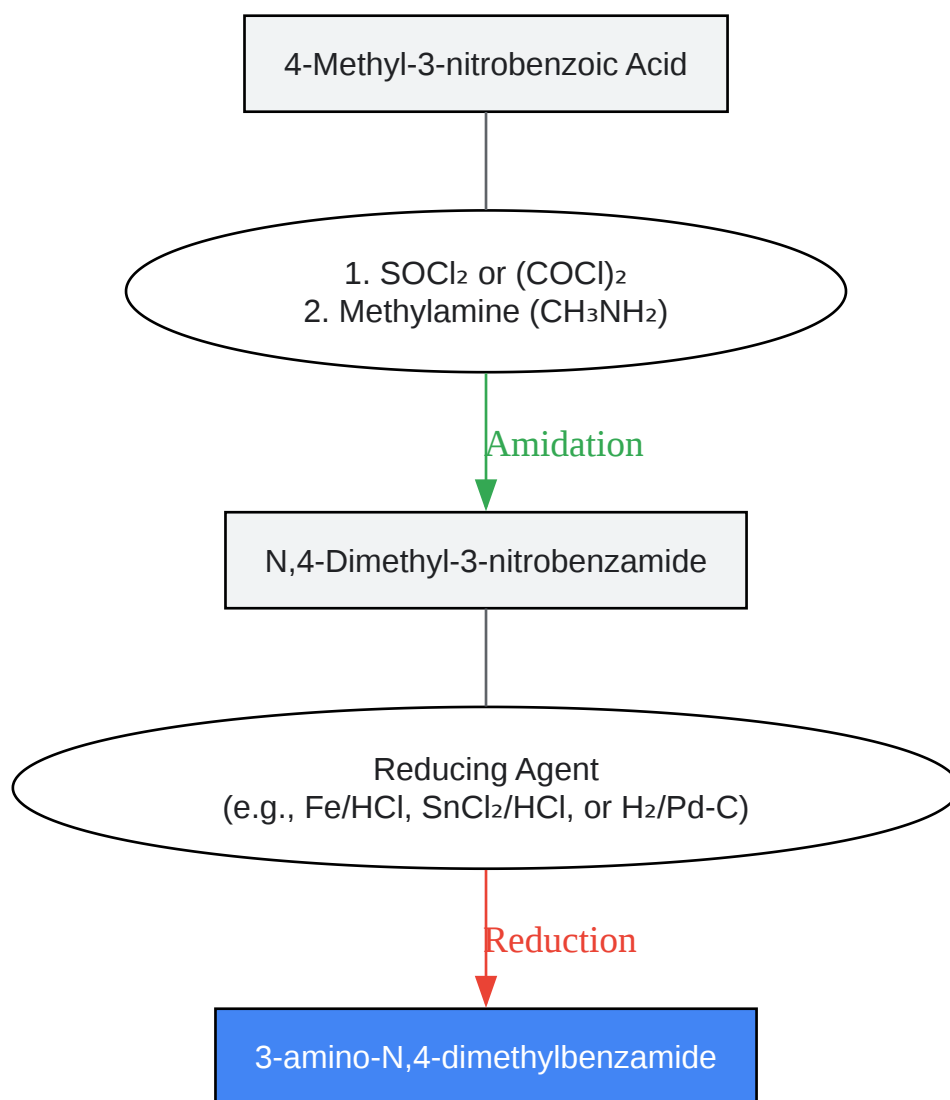 4-Methyl-3-nitrobenzoic Acid
1. SOCl₂ or (COCl)₂
2. Methylamine (CH₃NH₂)
Amidation
N,4-Dimethyl-3-nitrobenzamide
Reducing Agent
(e.g., Fe/HCl, SnCl₂/HCl, or H₂/Pd-C)
Reduction
3-amino-N,4-dimethylbenzamide